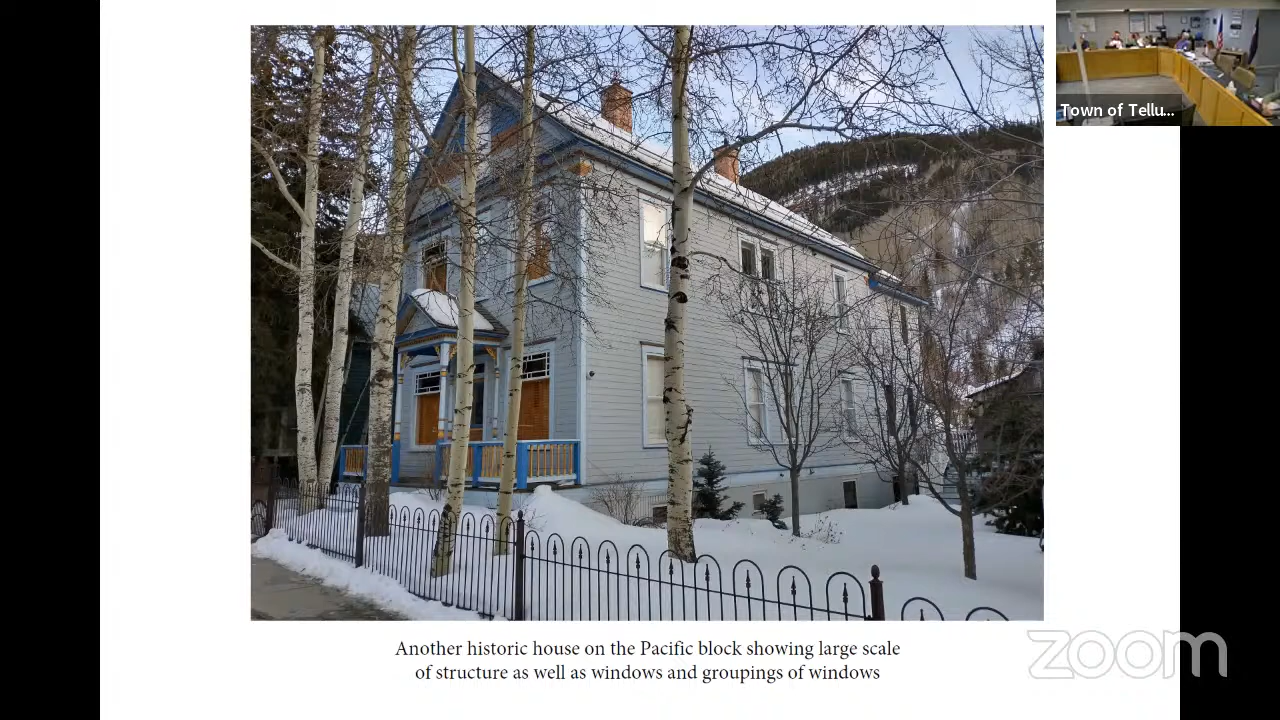 Town of Tellu...
Another historic house on the Pacific block showing large scale
of structure as well as windows and groupings of windows
zoom